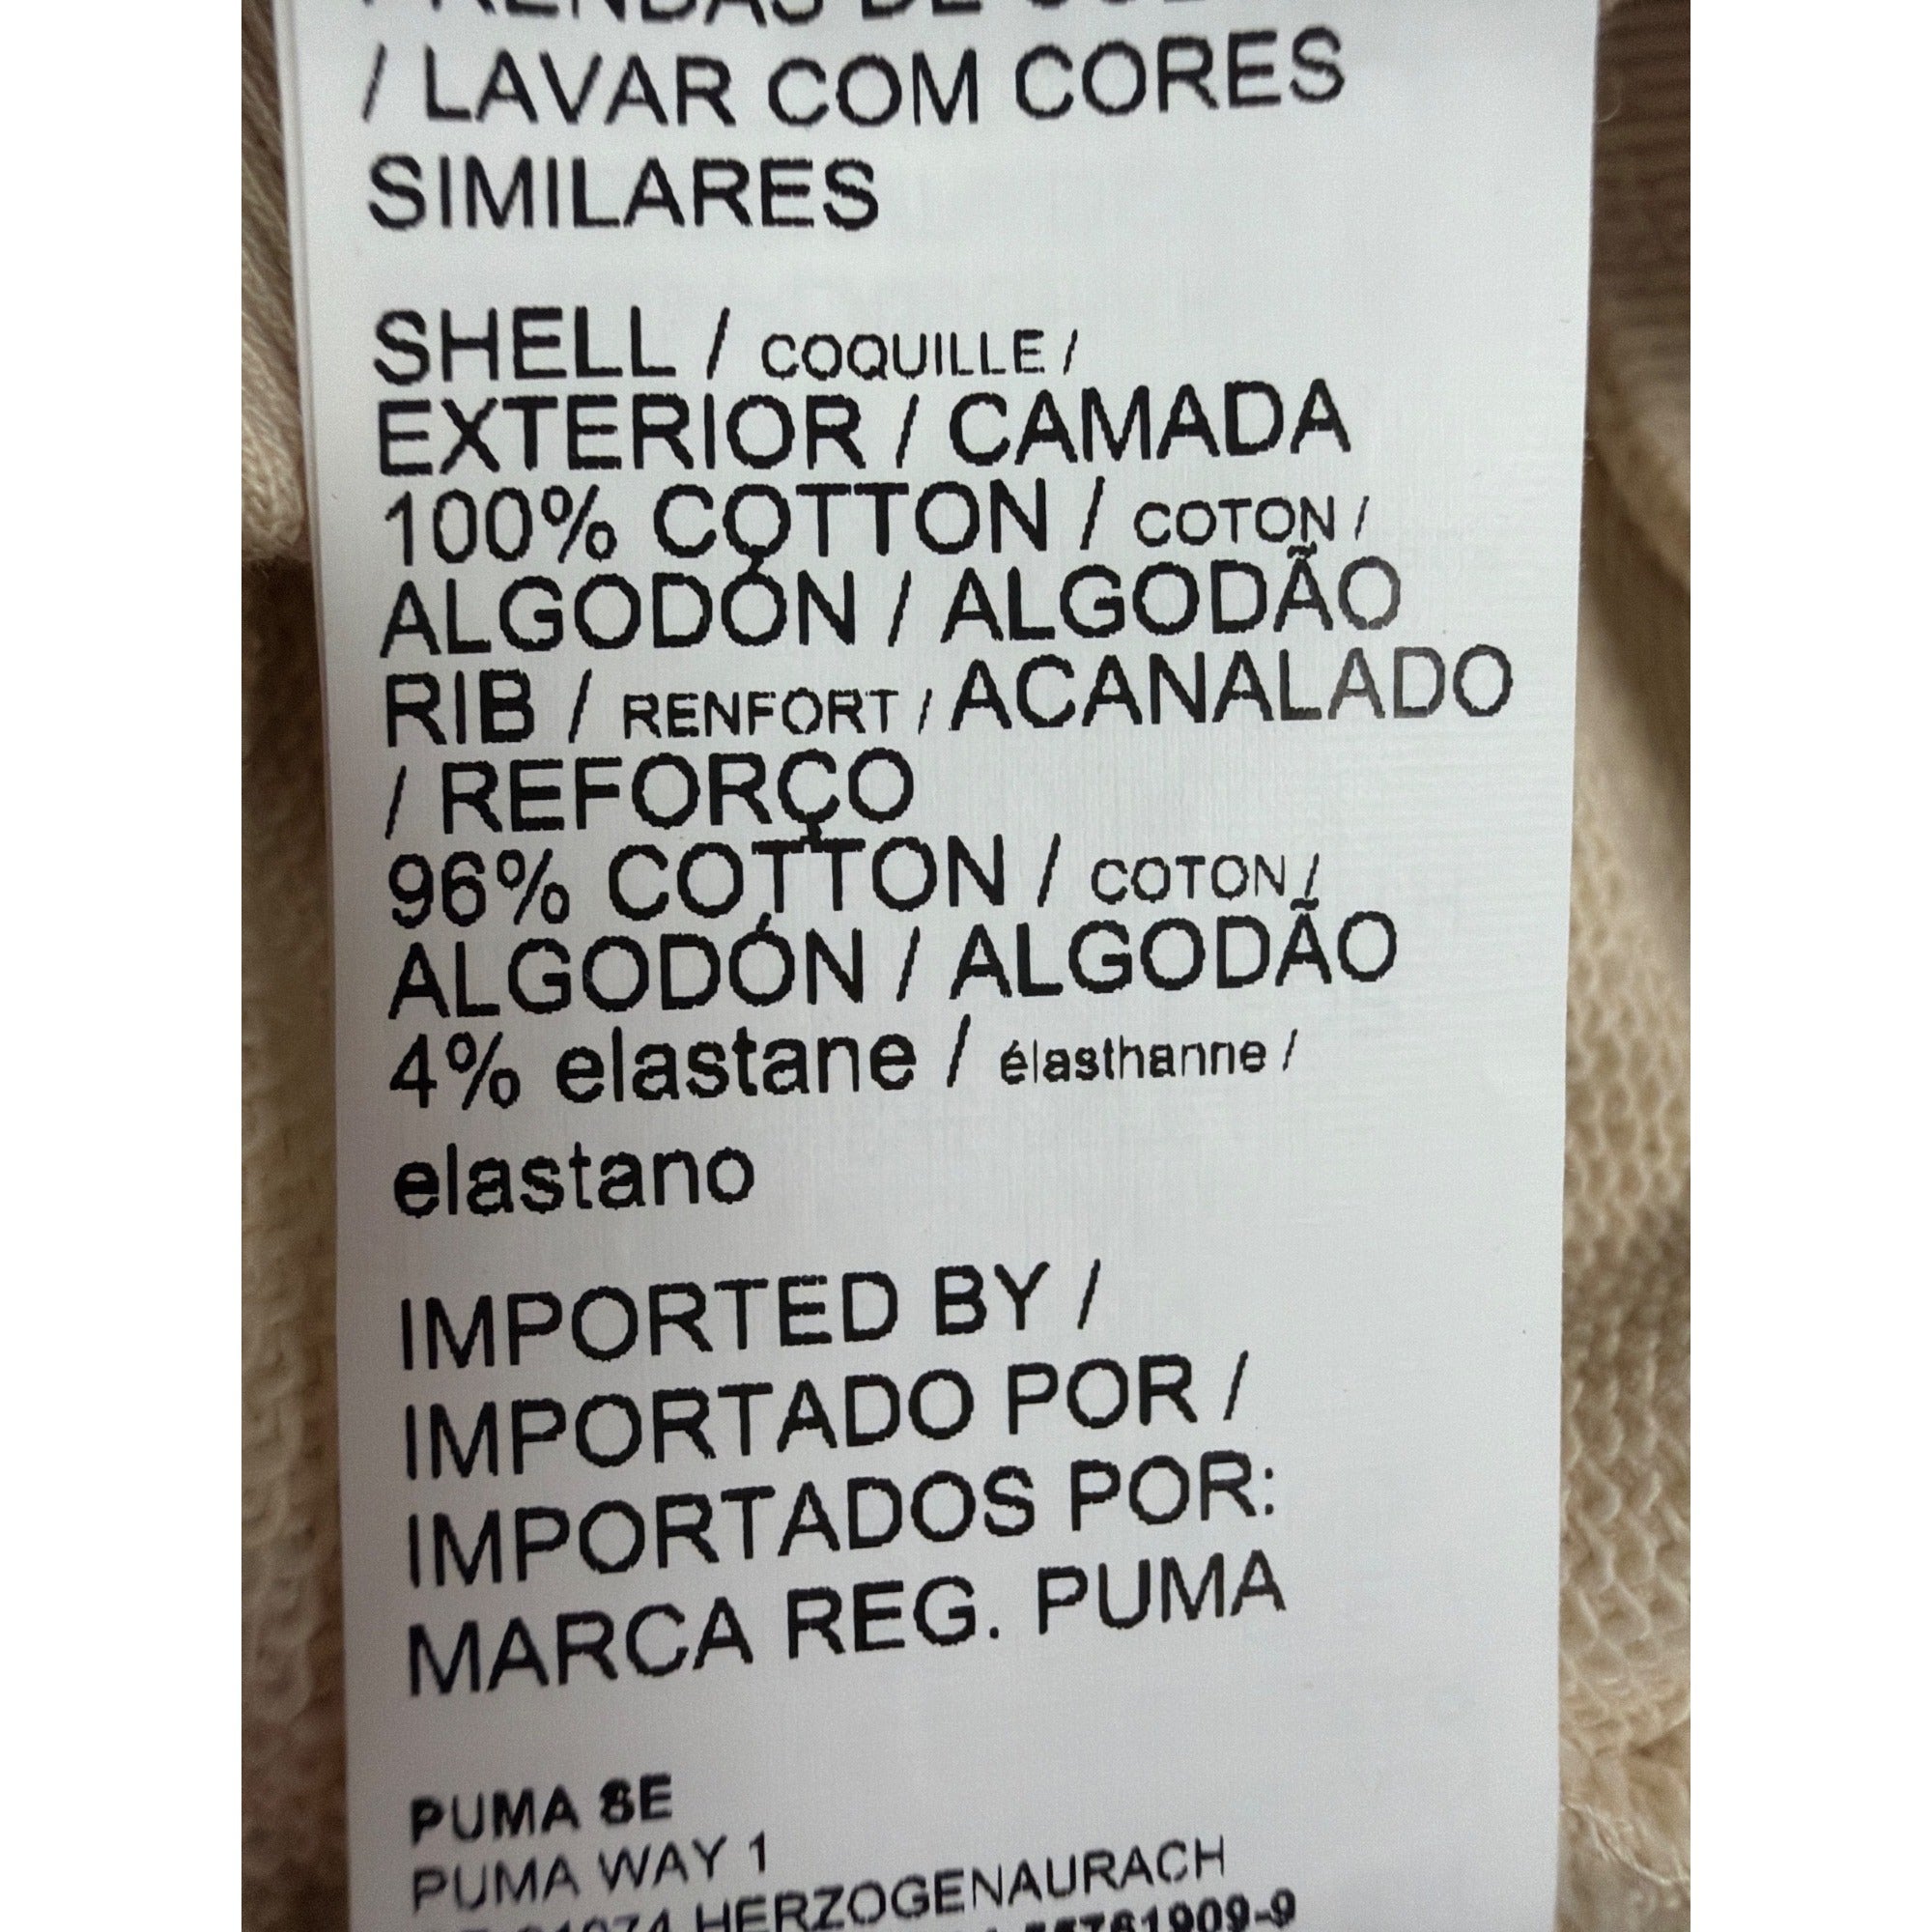 PRENDAS DE
/ LAVAR COM CORES
SIMILARES
SHELL / COQUILLE /
EXTERIOR / CAMADA
100% COTTON / COTON /
ALGODÓN / ALGODÃO
RIB / RENFORT / ACANALADO
/ REFORÇO
96% COTTON / COTON /
ALGODÓN / ALGODÃO
4% elastane / élasthanne /
elastano
IMPORTED BY /
IMPORTADO POR /
IMPORTADOS POR:
MARCA REG. PUMA
PUMA SE
PUMA WAY 1
HERZOGENAURACH